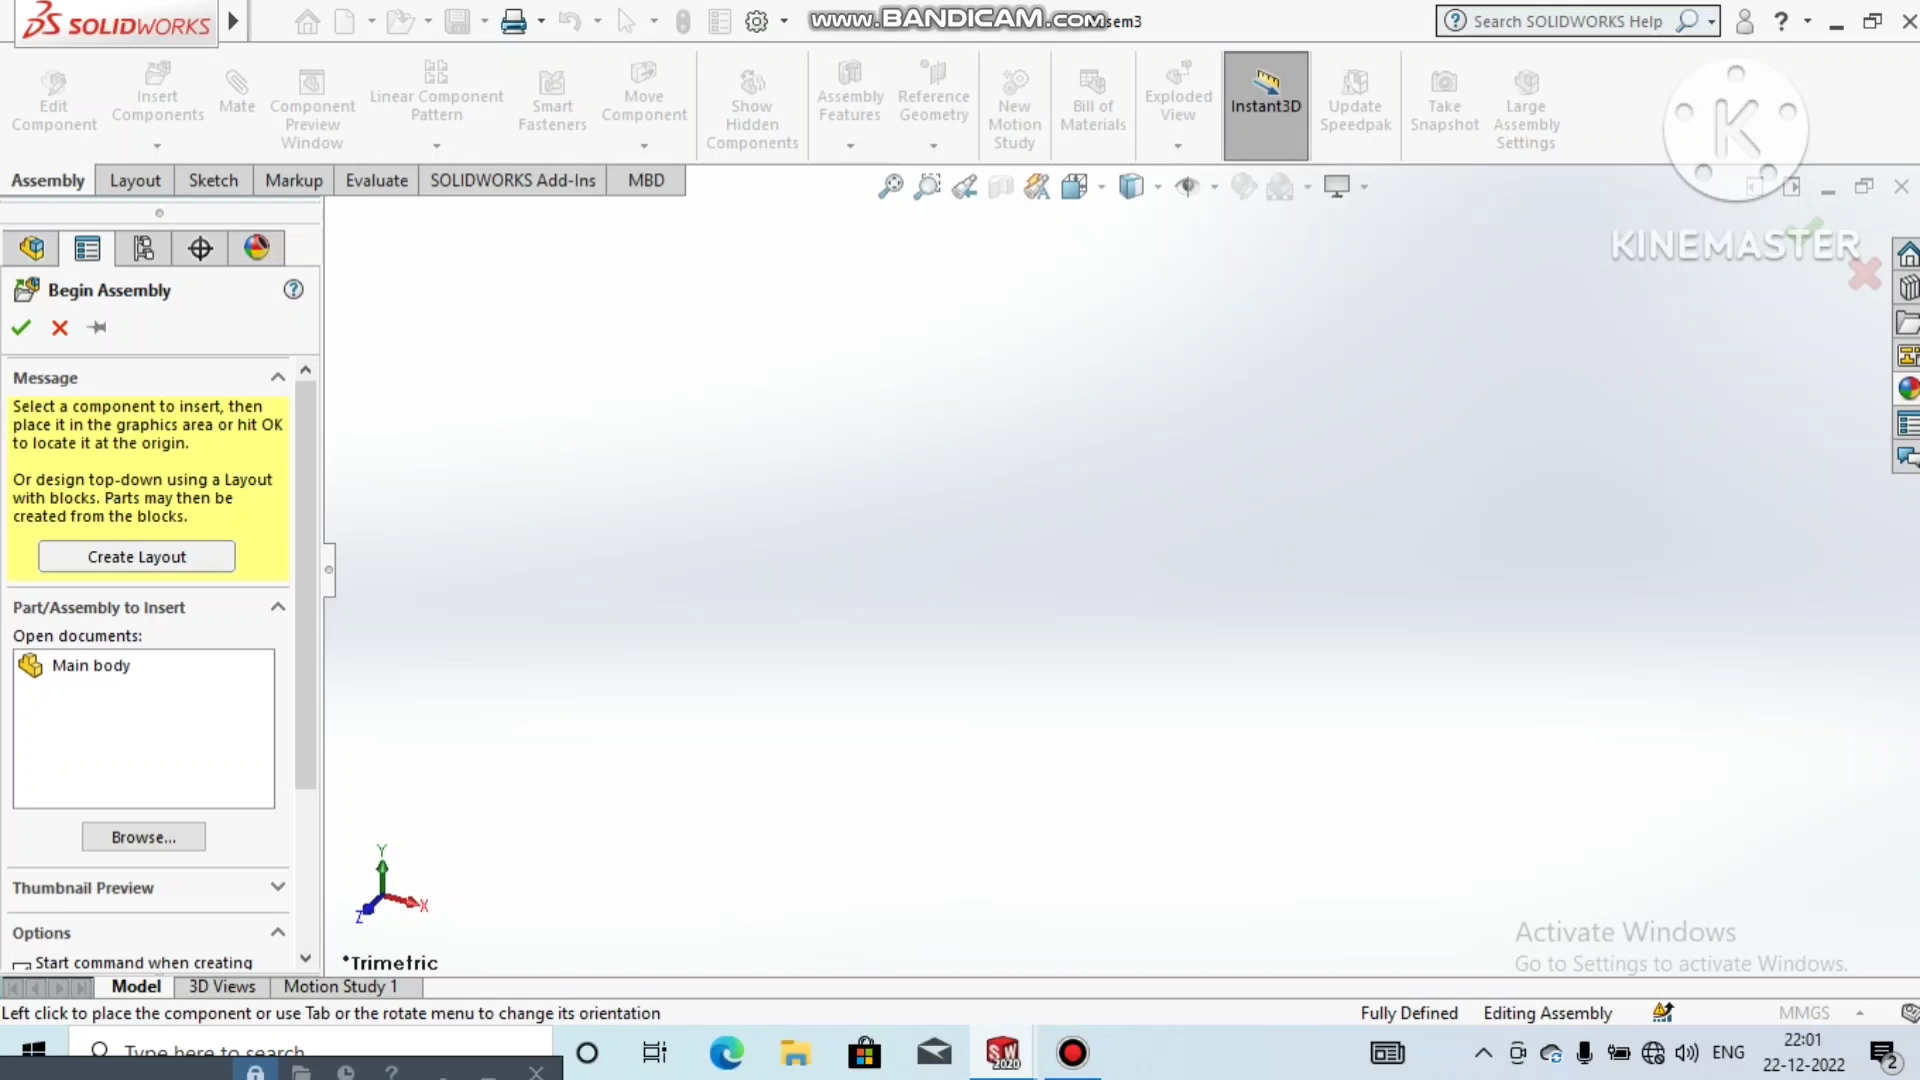 SOLIDWORKS
www.BANDICAM.com
sem3
Search SOLIDWORKS Help
Edit Component
Insert Components
Mate
Component Preview Window
Linear Component Pattern
Smart Fasteners
Move Component
Show Hidden Components
Assembly Features
Reference Geometry
New Motion Study
Bill of Materials
Exploded View
Instant3D
Update Speedpak
Take Snapshot
Large Assembly Settings
K
KINEMASTER
Assembly
Layout
Sketch
Markup
Evaluate
SOLIDWORKS Add-Ins
MBD
Begin Assembly
Message
Select a component to insert, then
place it in the graphics area or hit OK
to locate it at the origin.
Or design top-down using a Layout
with blocks. Parts may then be
created from the blocks.
Create Layout
Part/Assembly to Insert
Open documents:
Main body
Browse...
Thumbnail Preview
Options
Start command when creating
Y
X
Z
*Trimetric
Activate Windows
Go to Settings to activate Windows.
Model
3D Views
Motion Study 1
Left click to place the component or use Tab or the rotate menu to change its orientation
Fully Defined
Editing Assembly
MMGS
Type here to search
SW
2020
ENG
22:01
22-12-2022
2